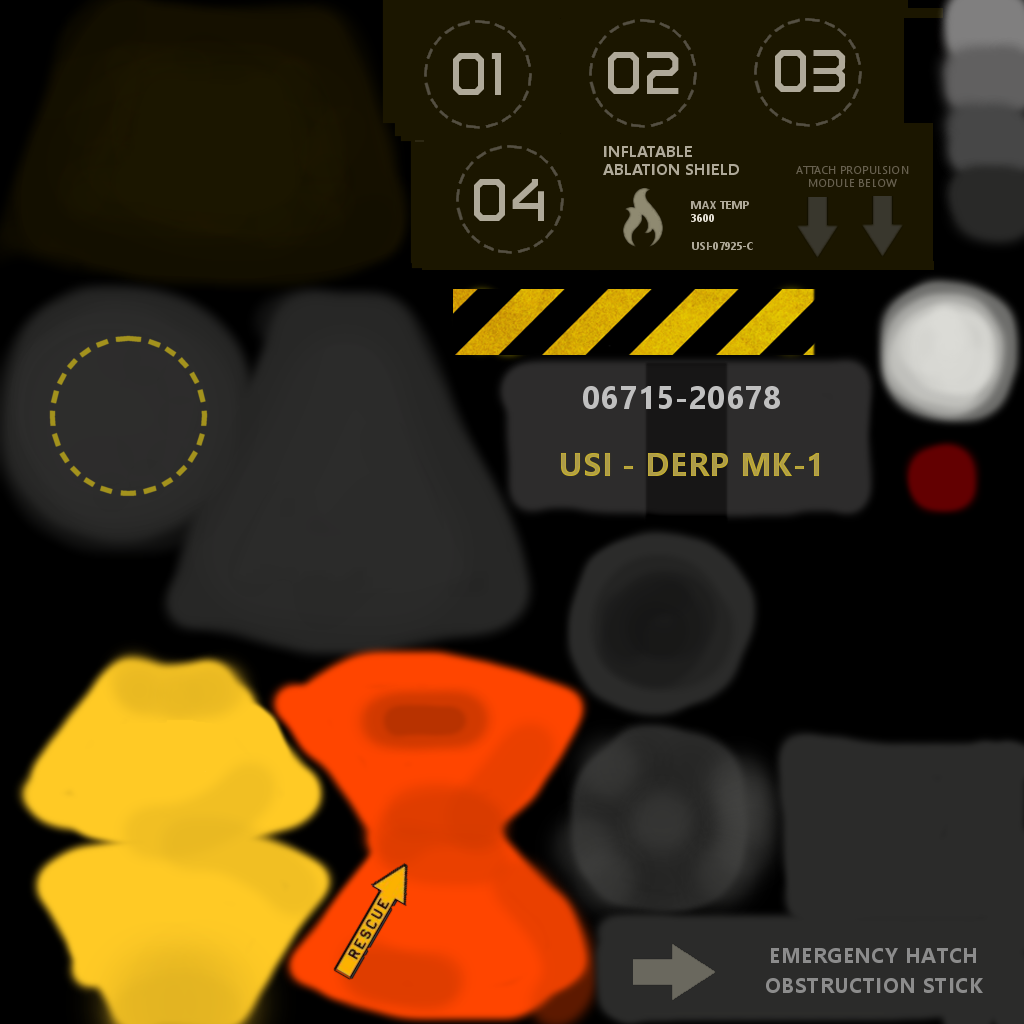 01
02
03
04
INFLATABLE
ABLATION SHIELD
MAX TEMP
3600
USI-07925-C
ATTACH PROPULSION
MODULE BELOW
06715-20678
USI - DERP MK-1
RESCUE
EMERGENCY HATCH
OBSTRUCTION STICK